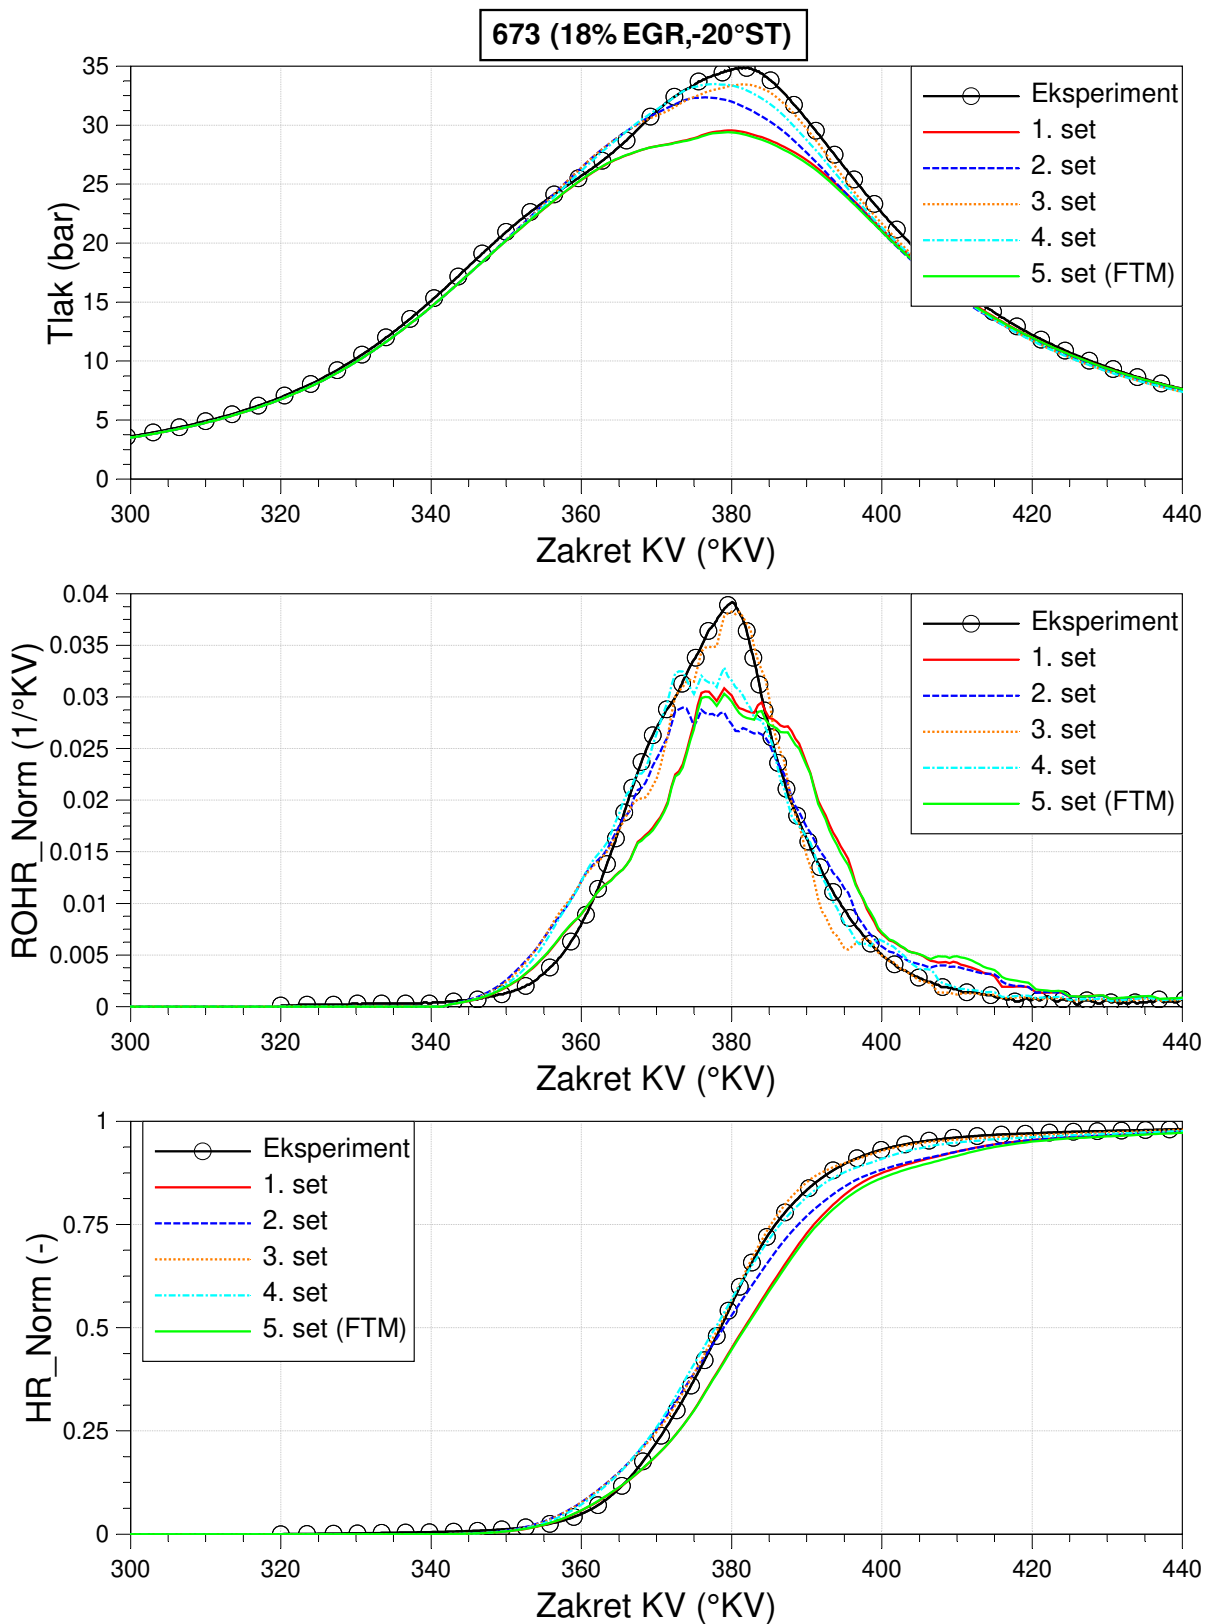 673 (18% EGR,-20°ST)
35
30
25
20
15
10
5
0
Tlak (bar)
Eksperiment
1. set
2. set
3. set
4. set
5. set (FTM)
300 320 340 360 380 400 420 440
Zakret KV (°KV)
0.04
0.035
0.03
0.025
0.02
0.015
0.01
0.005
0
ROHR_Norm (1/°KV)
Eksperiment
1. set
2. set
3. set
4. set
5. set (FTM)
300 320 340 360 380 400 420 440
Zakret KV (°KV)
1
0.75
0.5
0.25
0
HR_Norm (-)
Eksperiment
1. set
2. set
3. set
4. set
5. set (FTM)
300 320 340 360 380 400 420 440
Zakret KV (°KV)